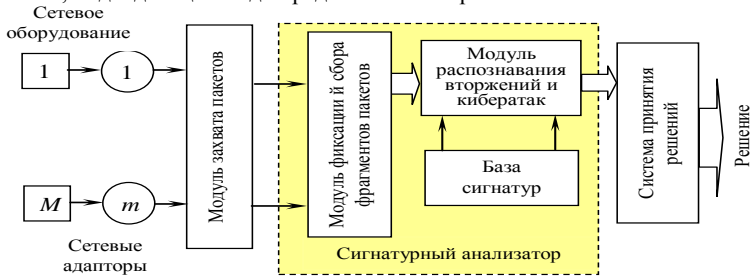 Сетевое
оборудование
1
1
M
m
Сетевые
адапторы
Модуль захвата пакетов
Модуль фиксации й сбора
фрагментов пакетов
Модуль
распознавания
вторжений и
кибератак
База
сигнатур
Сигнатурный анализатор
Система принятия
решений
Решение